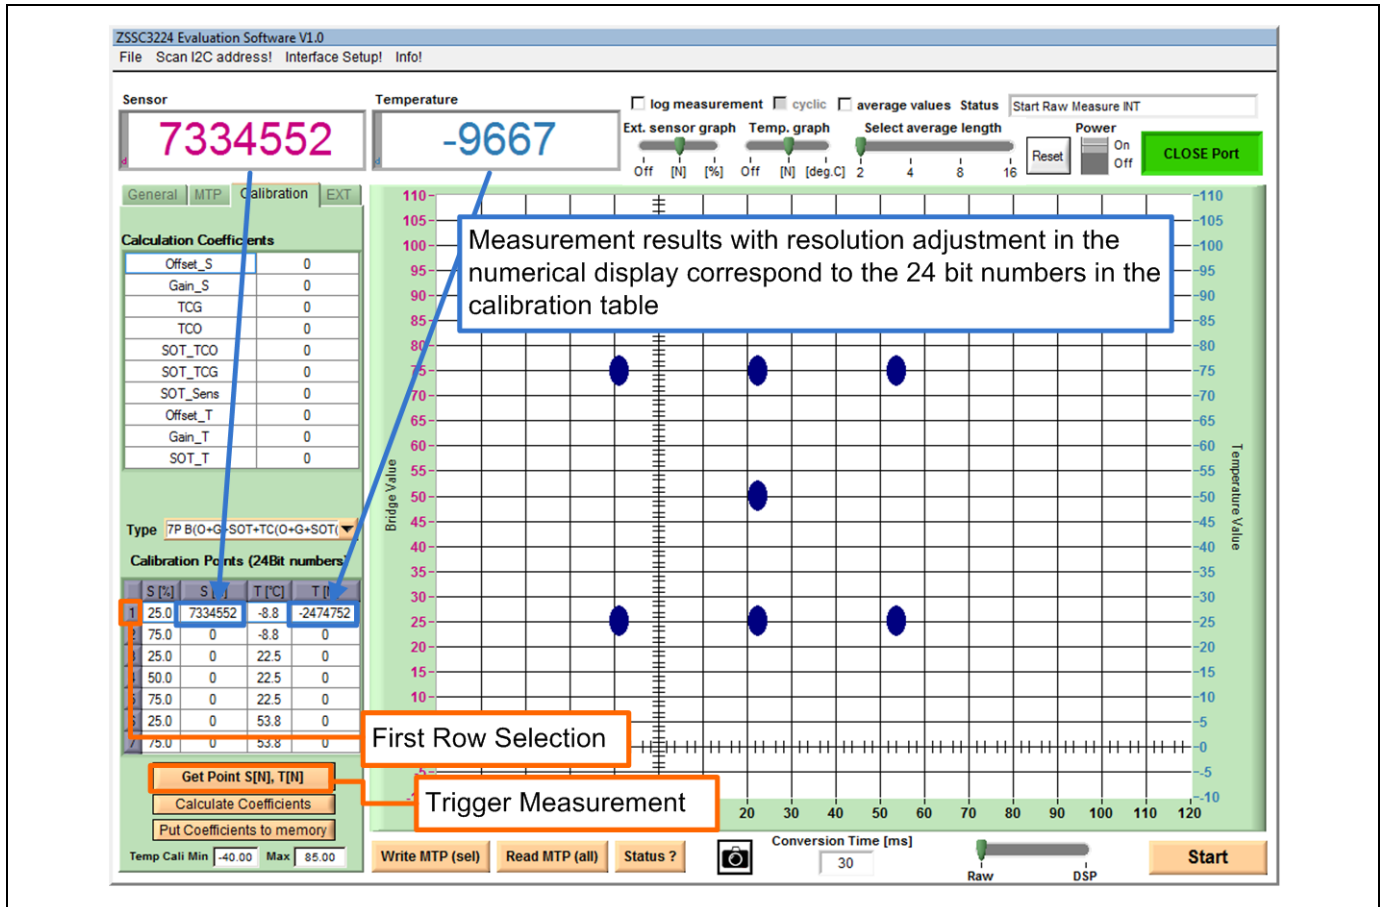 ZSSC3224 Evaluation Software V1.0
File Scan I2C address! Interface Setup! Info!
Sensor
7334552
d
Temperature
-9667
d
log measurement cyclic average values Status Start Raw Measure INT
Ext. sensor graph Temp. graph Select average length
Off [N] [%] Off [N] [deg.C] 2 4 8 16
Reset
Power
On
Off
CLOSE Port
General MTP Calibration EXT
Calculation Coefficients
Offset_S 0
Gain_S 0
TCG 0
TCO 0
SOT_TCO 0
SOT_TCG 0
SOT_Sens 0
Offset_T 0
Gain_T 0
SOT_T 0
Type 7P B(O+G+SOT+TC(O+G+SOT(
Calibration Points (24Bit numbers)
S [%] T [°C]
1 25.0 7334552 -8.8 -2474752
75.0 0 -8.8 0
25.0 0 22.5 0
50.0 0 22.5 0
75.0 0 22.5 0
25.0 0 53.8 0
7 75.0 0 53.8 0
Get Point S[N], T[N]
Calculate Coefficients
Put Coefficients to memory
Temp Cali Min -40.00 Max 85.00
Measurement results with resolution adjustment in the
numerical display correspond to the 24 bit numbers in the
calibration table
First Row Selection
Trigger Measurement
Bridge Value
110
105
100
95
90
85
80
75
70
65
60
55
50
45
40
35
30
25
20
15
10
Temperature Value
110
105
100
95
90
85
80
75
70
65
60
55
50
45
40
35
30
25
20
15
10
5
0
-5
-10
20 30 40 50 60 70 80 90 100 110 120
Write MTP (sel) Read MTP (all) Status ?
Conversion Time [ms]
30
Raw DSP
Start